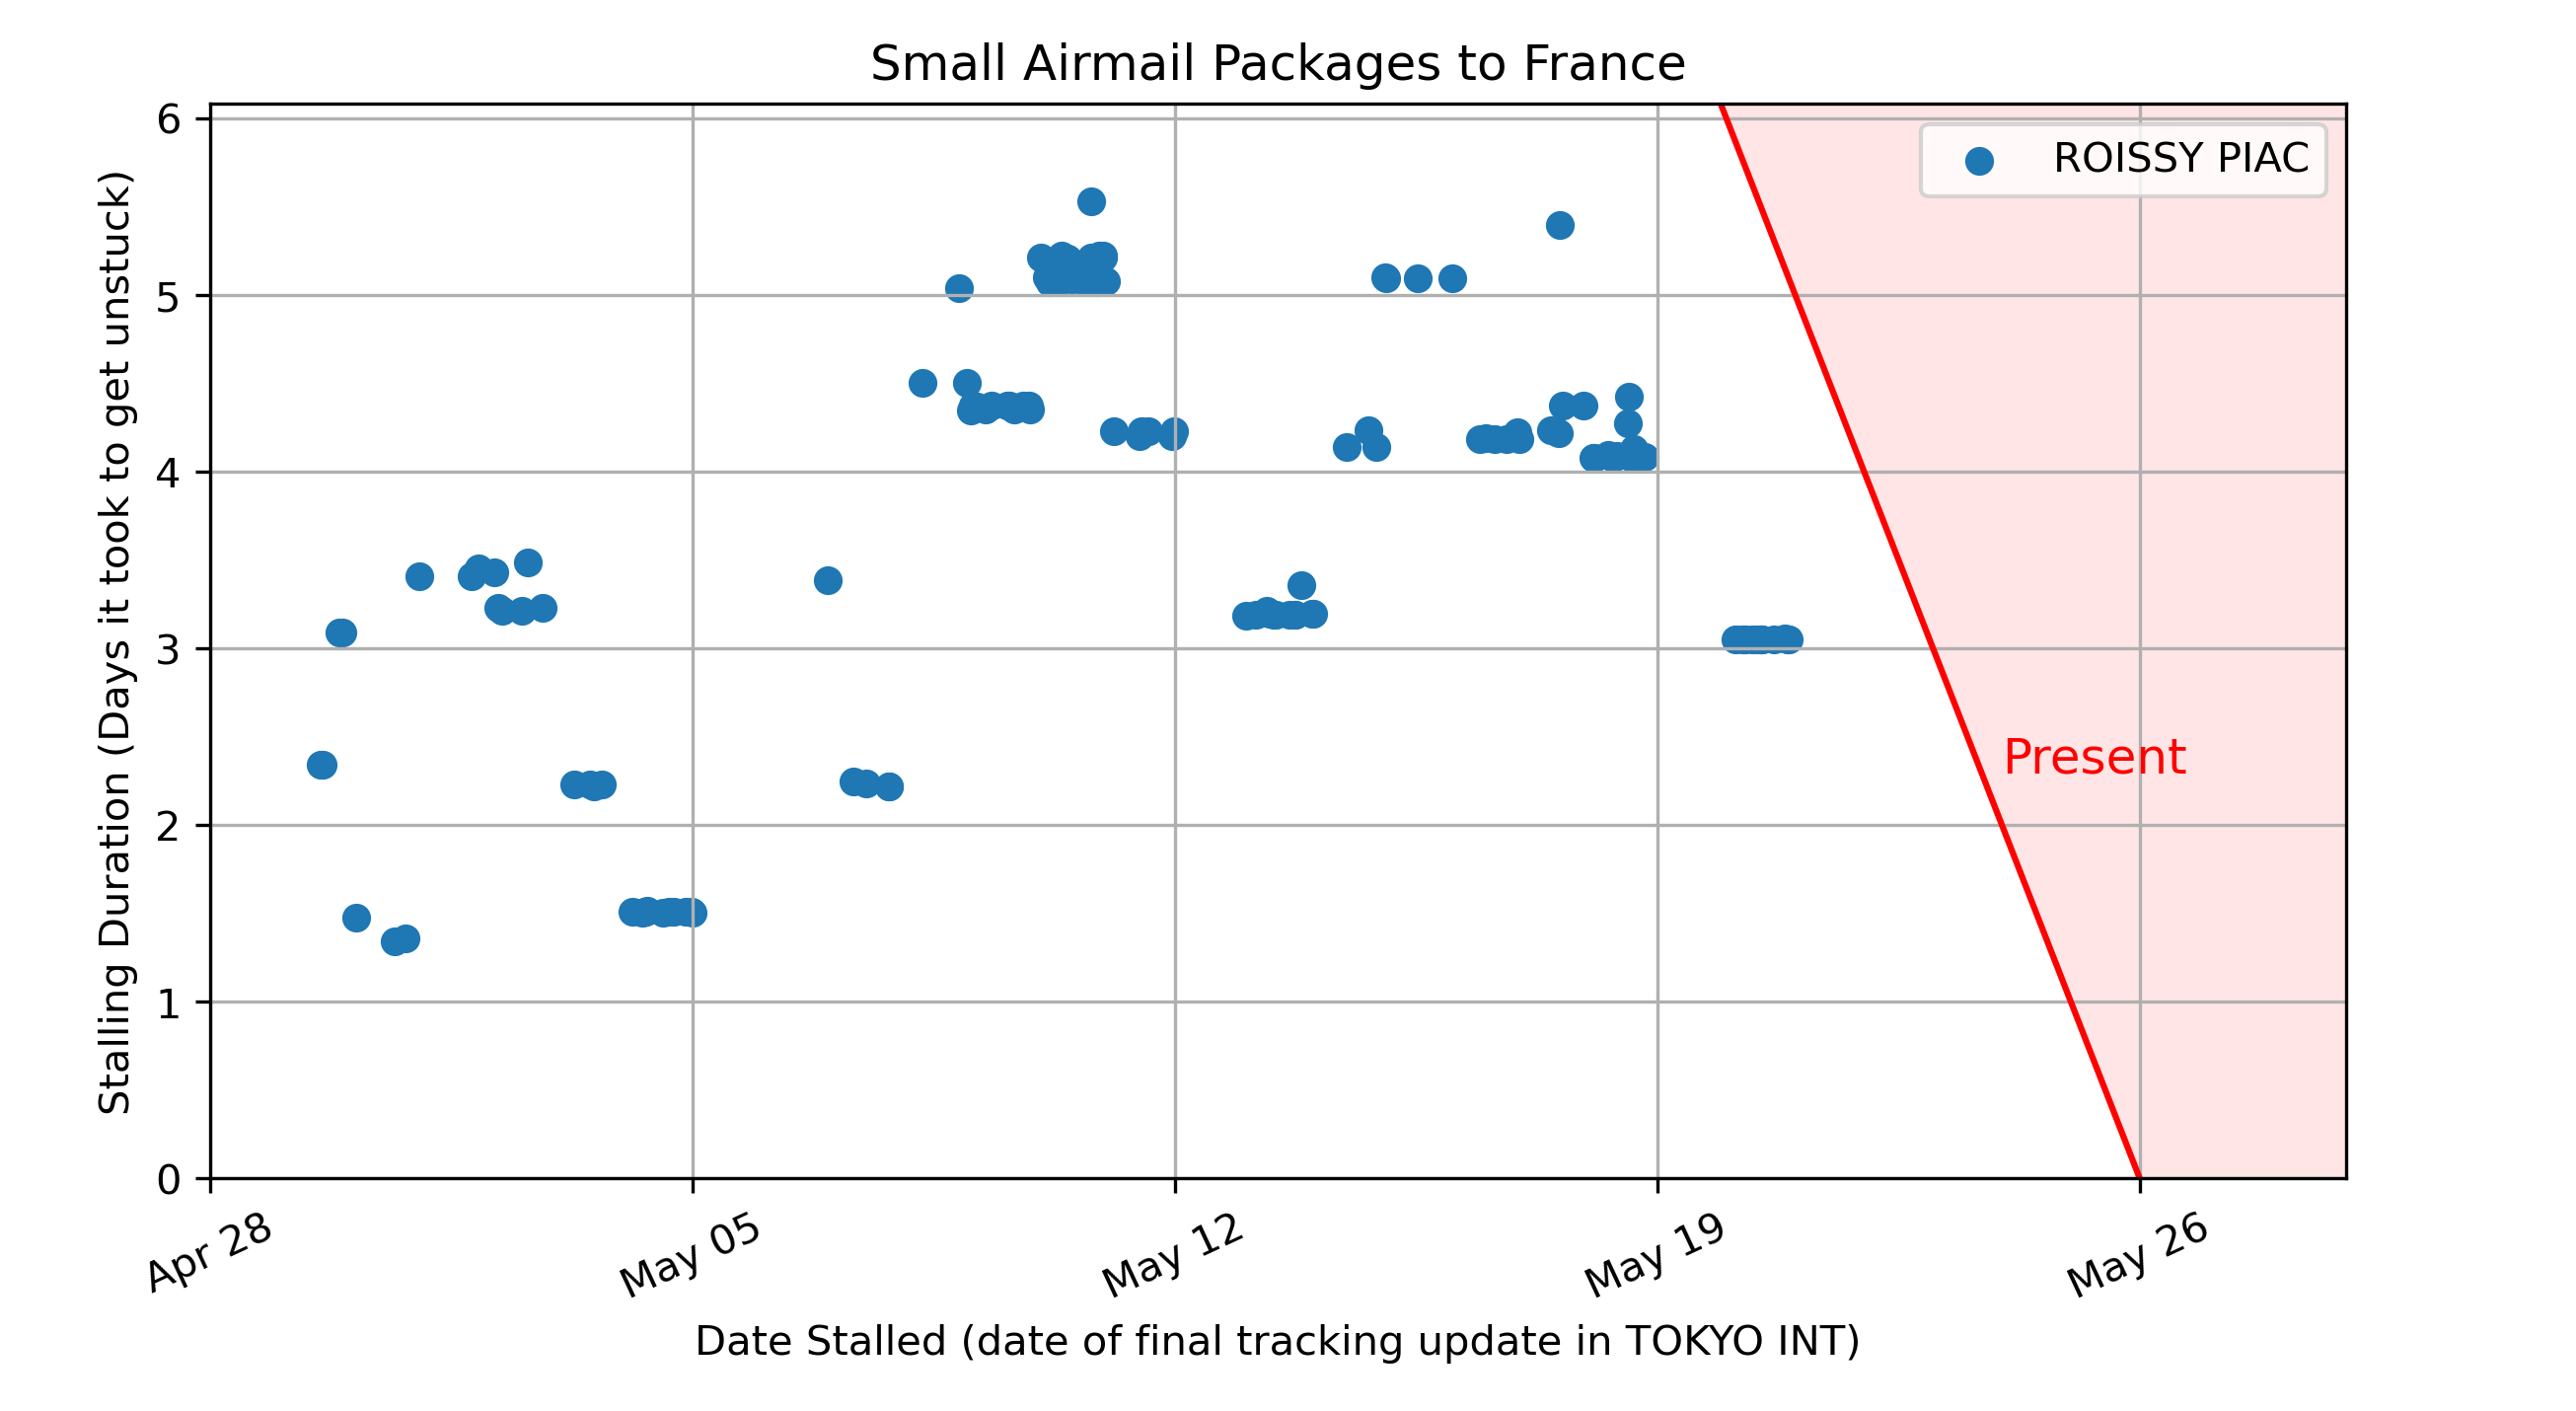 Small Airmail Packages to France
Stalling Duration (Days it took to get unstuck)
6
5
4
3
2
1
0
ROISSY PIAC
Present
Apr 28
May 05
May 12
May 19
May 26
Date Stalled (date of final tracking update in TOKYO INT)